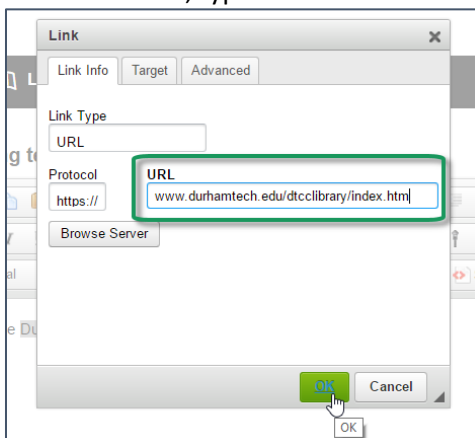 Link
Link Info Target Advanced
Link Type
URL
Protocol URL
https:// www.durhamtech.edu/dtcclibrary/index.htm
Browse Server
OK Cancel
OK